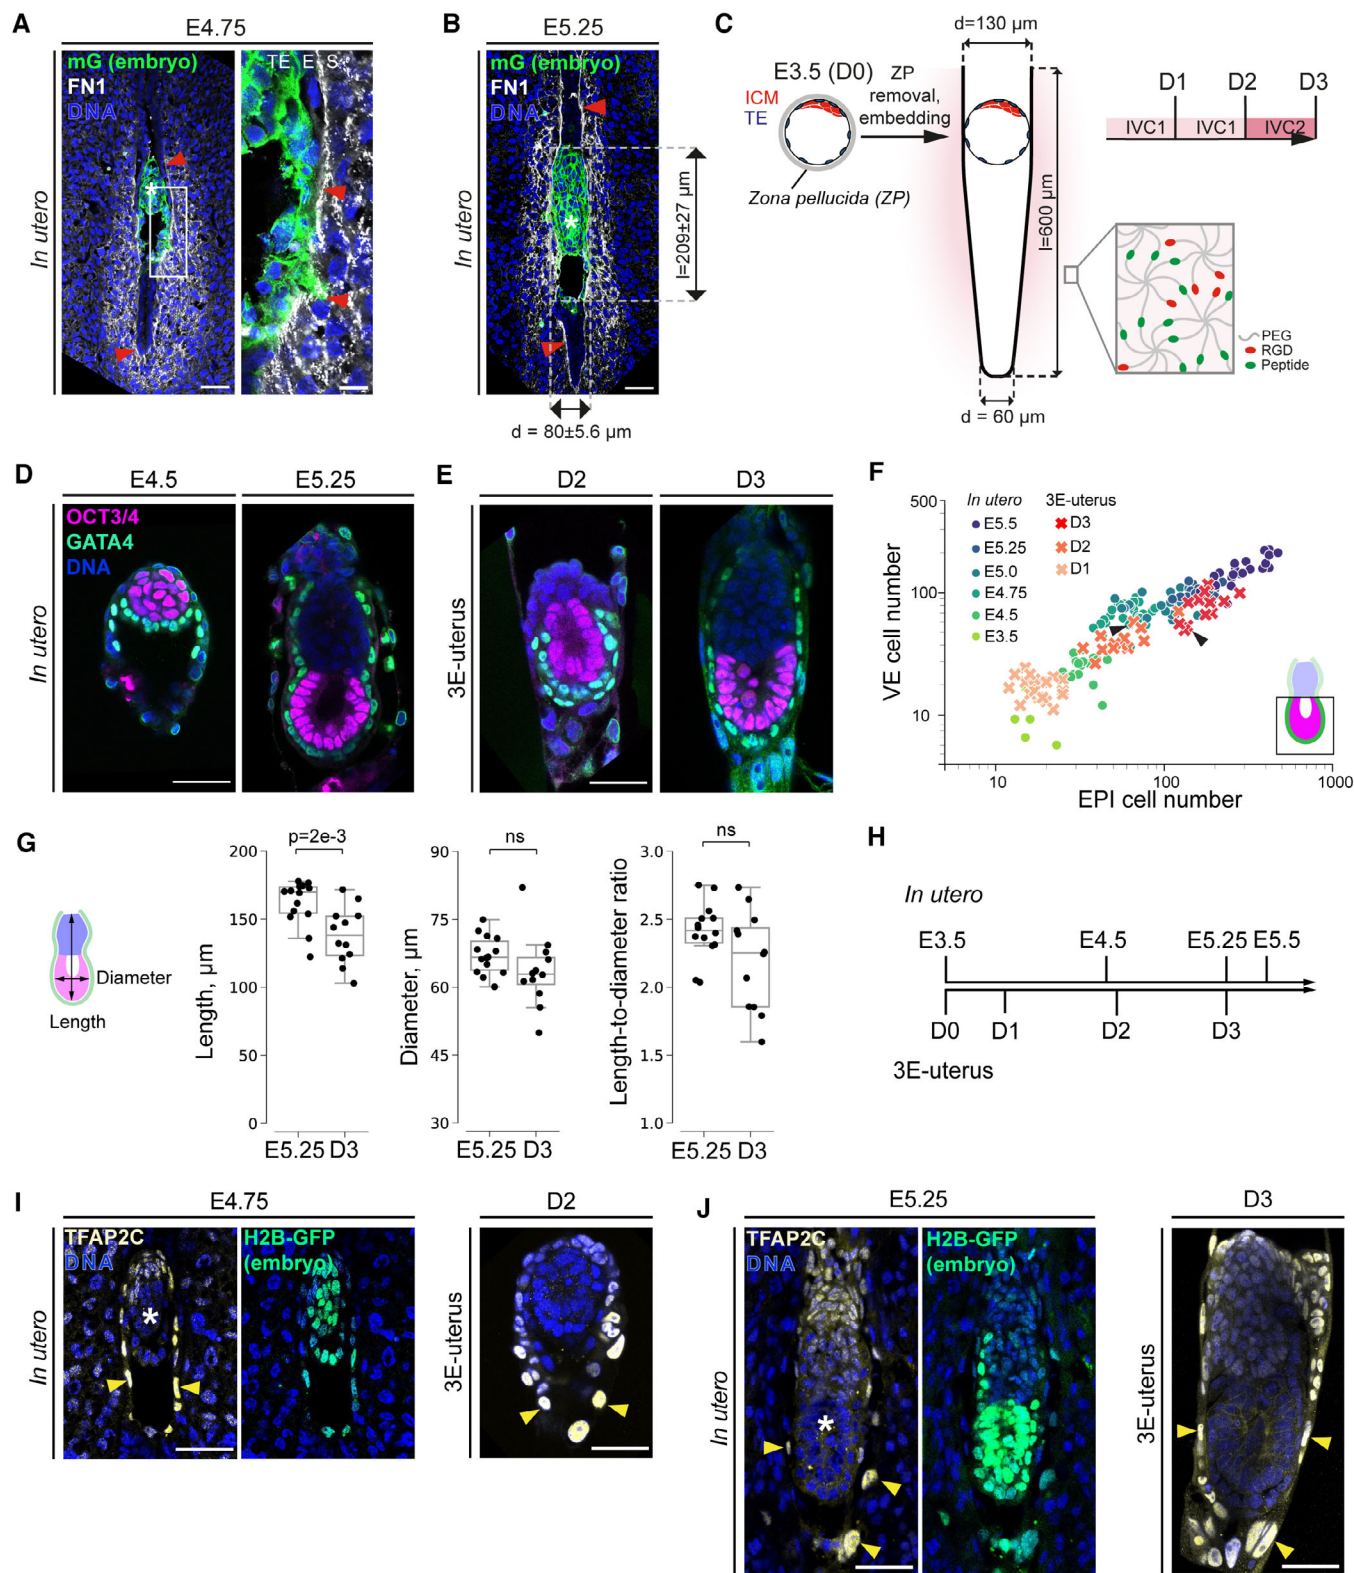 A
E4.75
In utero
mG (embryo)
FN1
DNA
TE E S
B
E5.25
In utero
mG (embryo)
FN1
DNA
l=209±27 µm
d = 80±5.6 µm
C
d=130 µm
E3.5 (D0)
ICM
TE
ZP
removal,
embedding
Zona pellucida (ZP)
l=600 µm
d = 60 µm
D1 D2 D3
IVC1 IVC1 IVC2
PEG
RGD
Peptide
D
E4.5 E5.25
In utero
OCT3/4
GATA4
DNA
E
D2 D3
3E-uterus
F
VE cell number
500
100
10
In utero
E5.5
E5.25
E5.0
E4.75
E4.5
E3.5
3E-uterus
D3
D2
D1
10 100 1000
EPI cell number
G
Diameter
Length
Length, µm
200
150
100
50
0
p=2e-3
E5.25 D3
Diameter, µm
90
75
60
45
30
ns
E5.25 D3
Length-to-diameter ratio
3.0
2.5
2.0
1.5
1.0
ns
E5.25 D3
H
In utero
E3.5 E4.5 E5.25 E5.5
D0 D1 D2 D3
3E-uterus
I
E4.75
In utero
TFAP2C
DNA
H2B-GFP
(embryo)
D2
3E-uterus
J
E5.25
In utero
TFAP2C
DNA
H2B-GFP
(embryo)
D3
3E-uterus